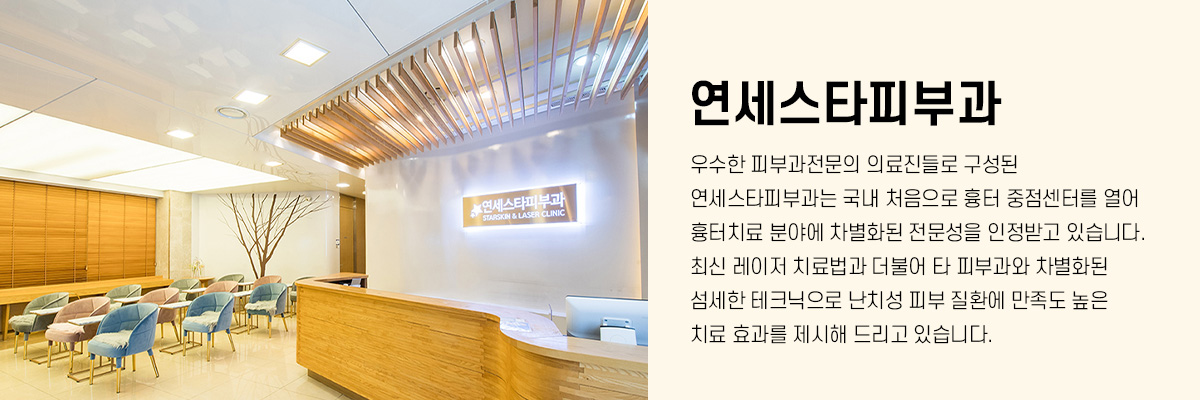 연세스타피부과
STARSKIN & LASER CLINIC
연세스타피부과
우수한 피부과전문의 의료진들로 구성된
연세스타피부과는 국내 처음으로 흉터 중점센터를 열어
흉터치료 분야에 차별화된 전문성을 인정받고 있습니다.
최신 레이저 치료법과 더불어 타 피부과와 차별화된
섬세한 테크닉으로 난치성 피부 질환에 만족도 높은
치료 효과를 제시해 드리고 있습니다.